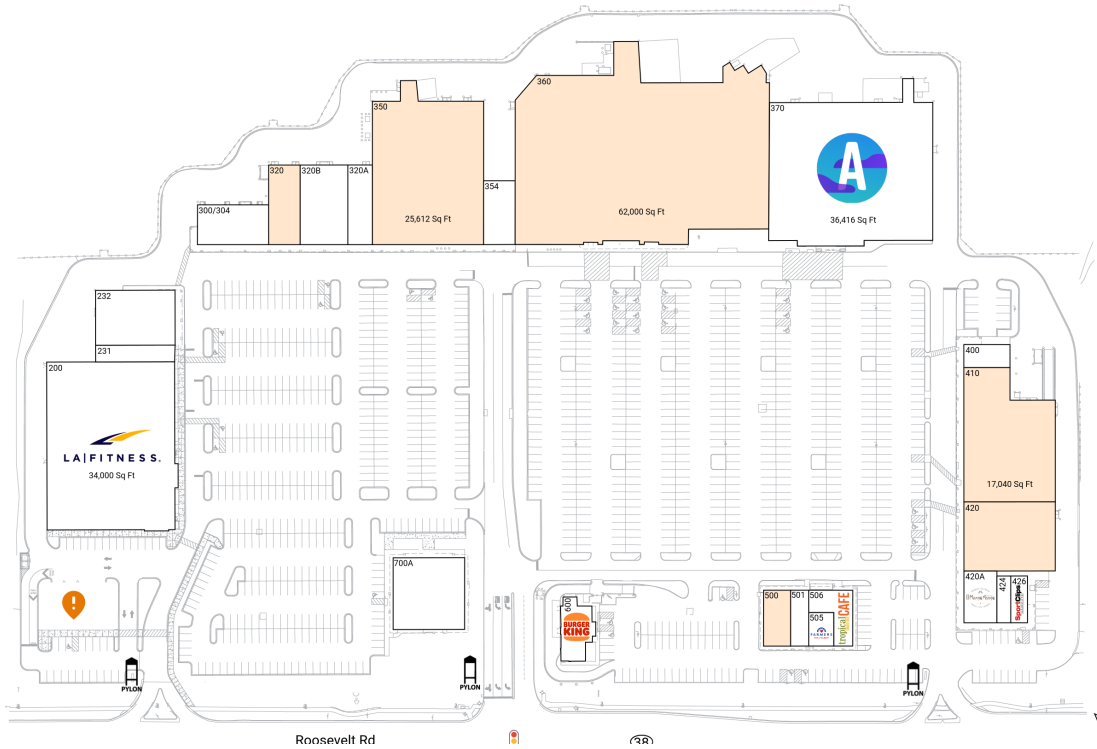 360
350
370
A
320
320B
320A
354
300/304
25,612 Sq Ft
62,000 Sq Ft
36,416 Sq Ft
232
231
200
LA|FITNESS.
34,000 Sq Ft
400
410
17,040 Sq Ft
420
420A
424
426
SportClips
700A
600
BURGER
KING
500
501
506
505
FARMERS
tropical CAFE
PYLON
PYLON
PYLON
Roosevelt Rd
38